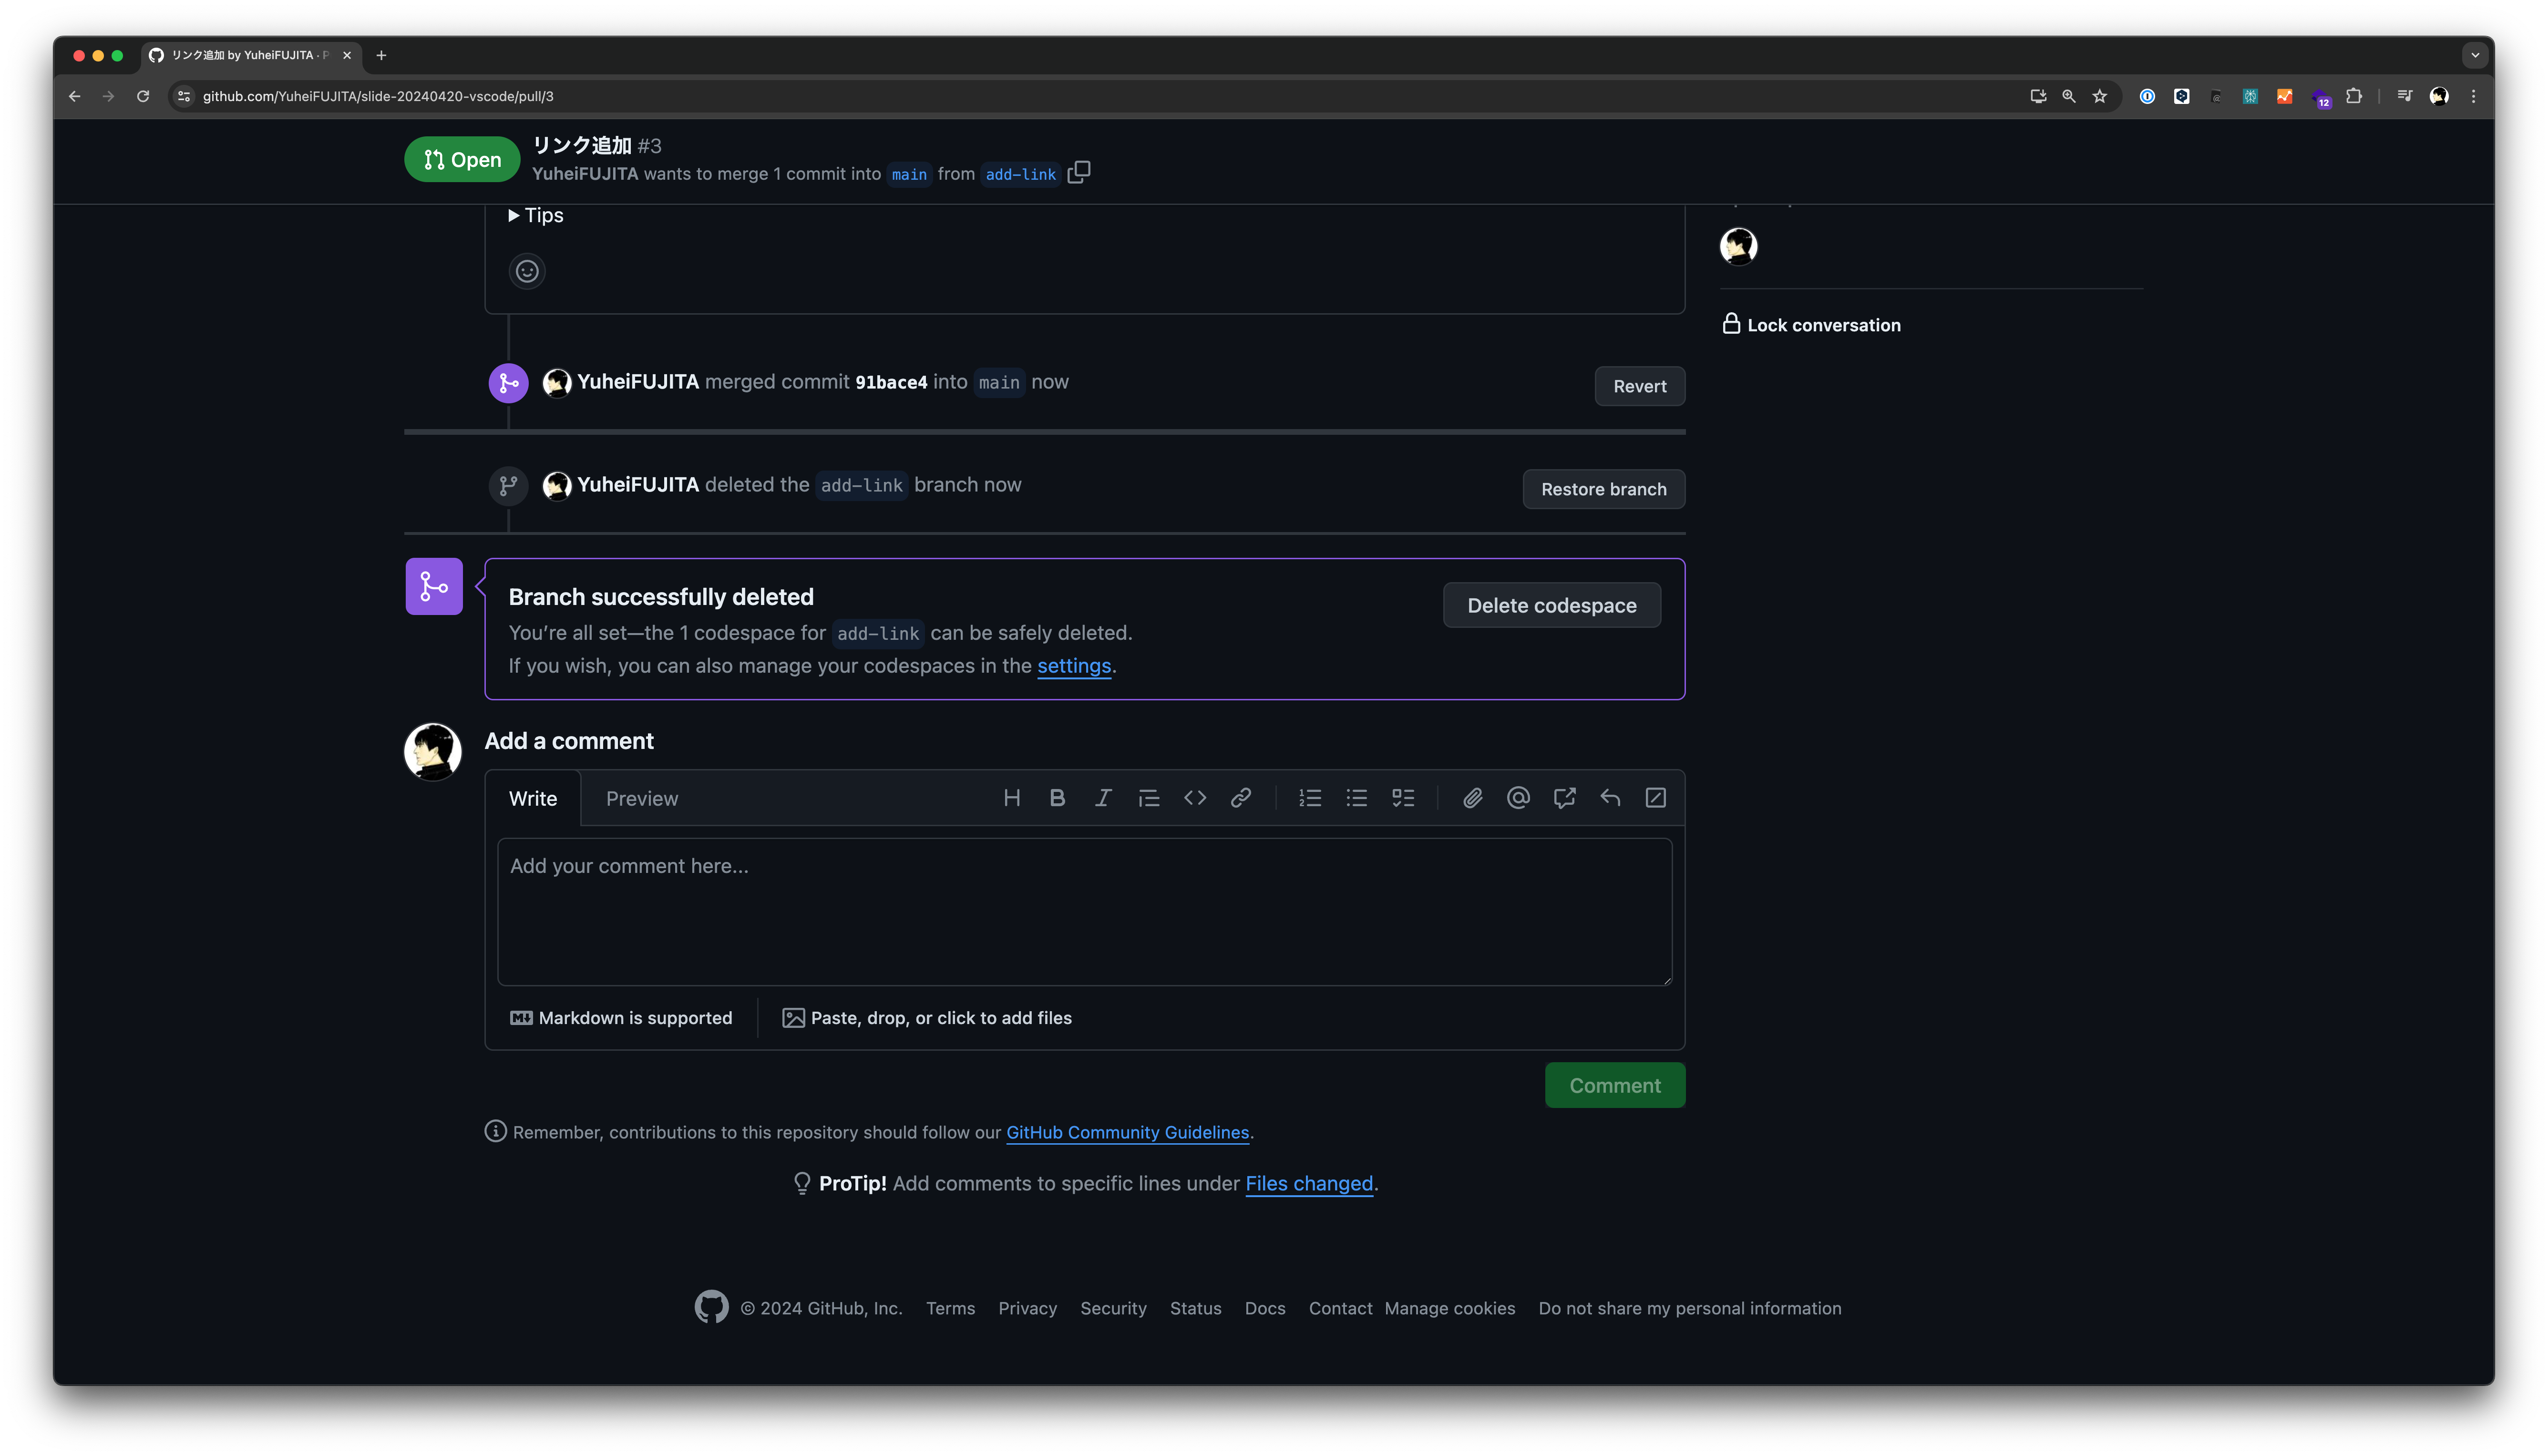 リンク追加 by YuheiFUJITA · P
github.com/YuheiFUJITA/slide-20240420-vscode/pull/3
12
Open
リンク追加 #3
YuheiFUJITA wants to merge 1 commit into main from add-link
Tips
Lock conversation
YuheiFUJITA merged commit 91bace4 into main now
Revert
YuheiFUJITA deleted the add-link branch now
Restore branch
Branch successfully deleted
Delete codespace
You’re all set—the 1 codespace for add-link can be safely deleted.
If you wish, you can also manage your codespaces in the settings.
Add a comment
Write Preview
Add your comment here...
Markdown is supported
Paste, drop, or click to add files
Comment
Remember, contributions to this repository should follow our GitHub Community Guidelines.
ProTip! Add comments to specific lines under Files changed.
© 2024 GitHub, Inc. Terms Privacy Security Status Docs Contact Manage cookies Do not share my personal information